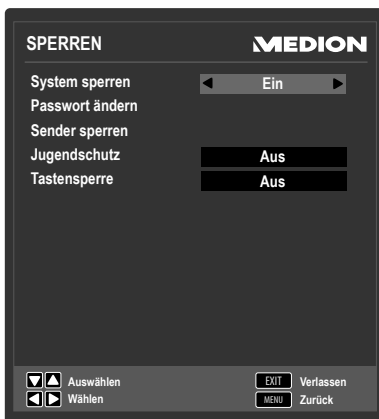 SPERREN MEDION
System sperren Ein
Passwort ändern
Sender sperren
Jugendschutz Aus
Tastensperre Aus
Auswählen EXIT Verlassen
Wählen MENU Zurück